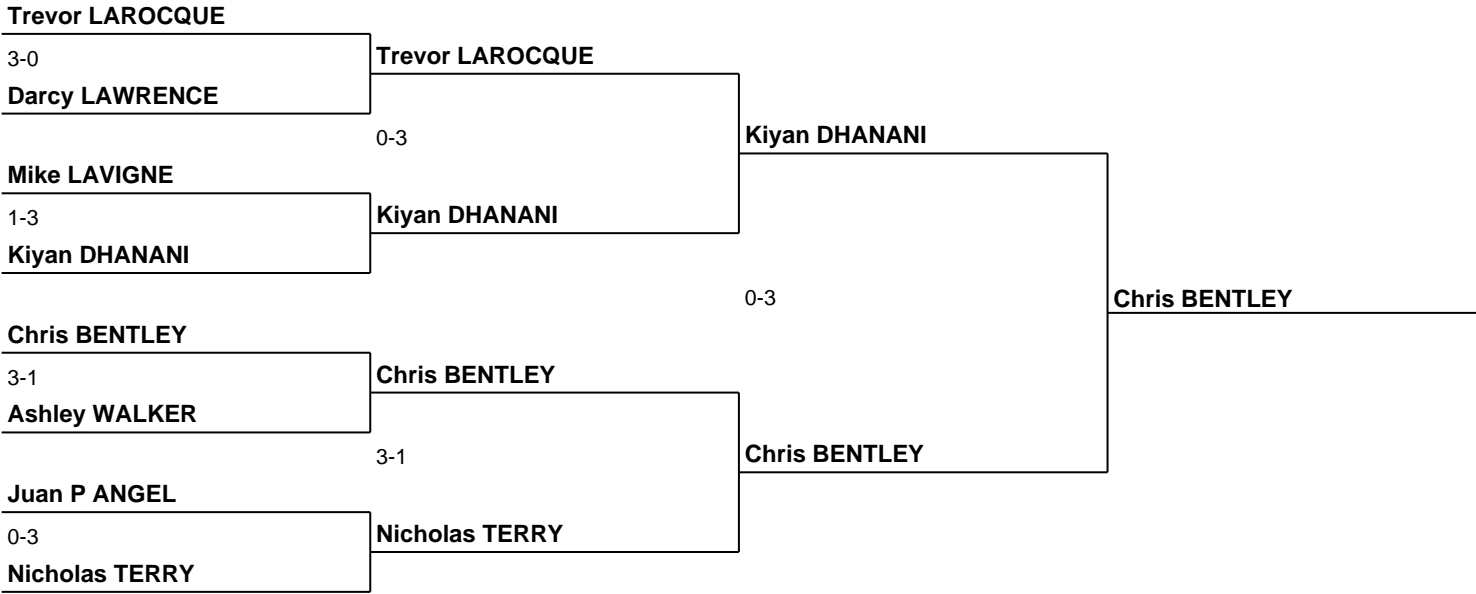 Trevor LAROCQUE
3-0
Darcy LAWRENCE
Mike LAVIGNE
1-3
Kiyan DHANANI
Chris BENTLEY
3-1
Ashley WALKER
Juan P ANGEL
0-3
Nicholas TERRY
Trevor LAROCQUE
0-3
Kiyan DHANANI
Chris BENTLEY
3-1
Nicholas TERRY
Kiyan DHANANI
0-3
Chris BENTLEY
Chris BENTLEY